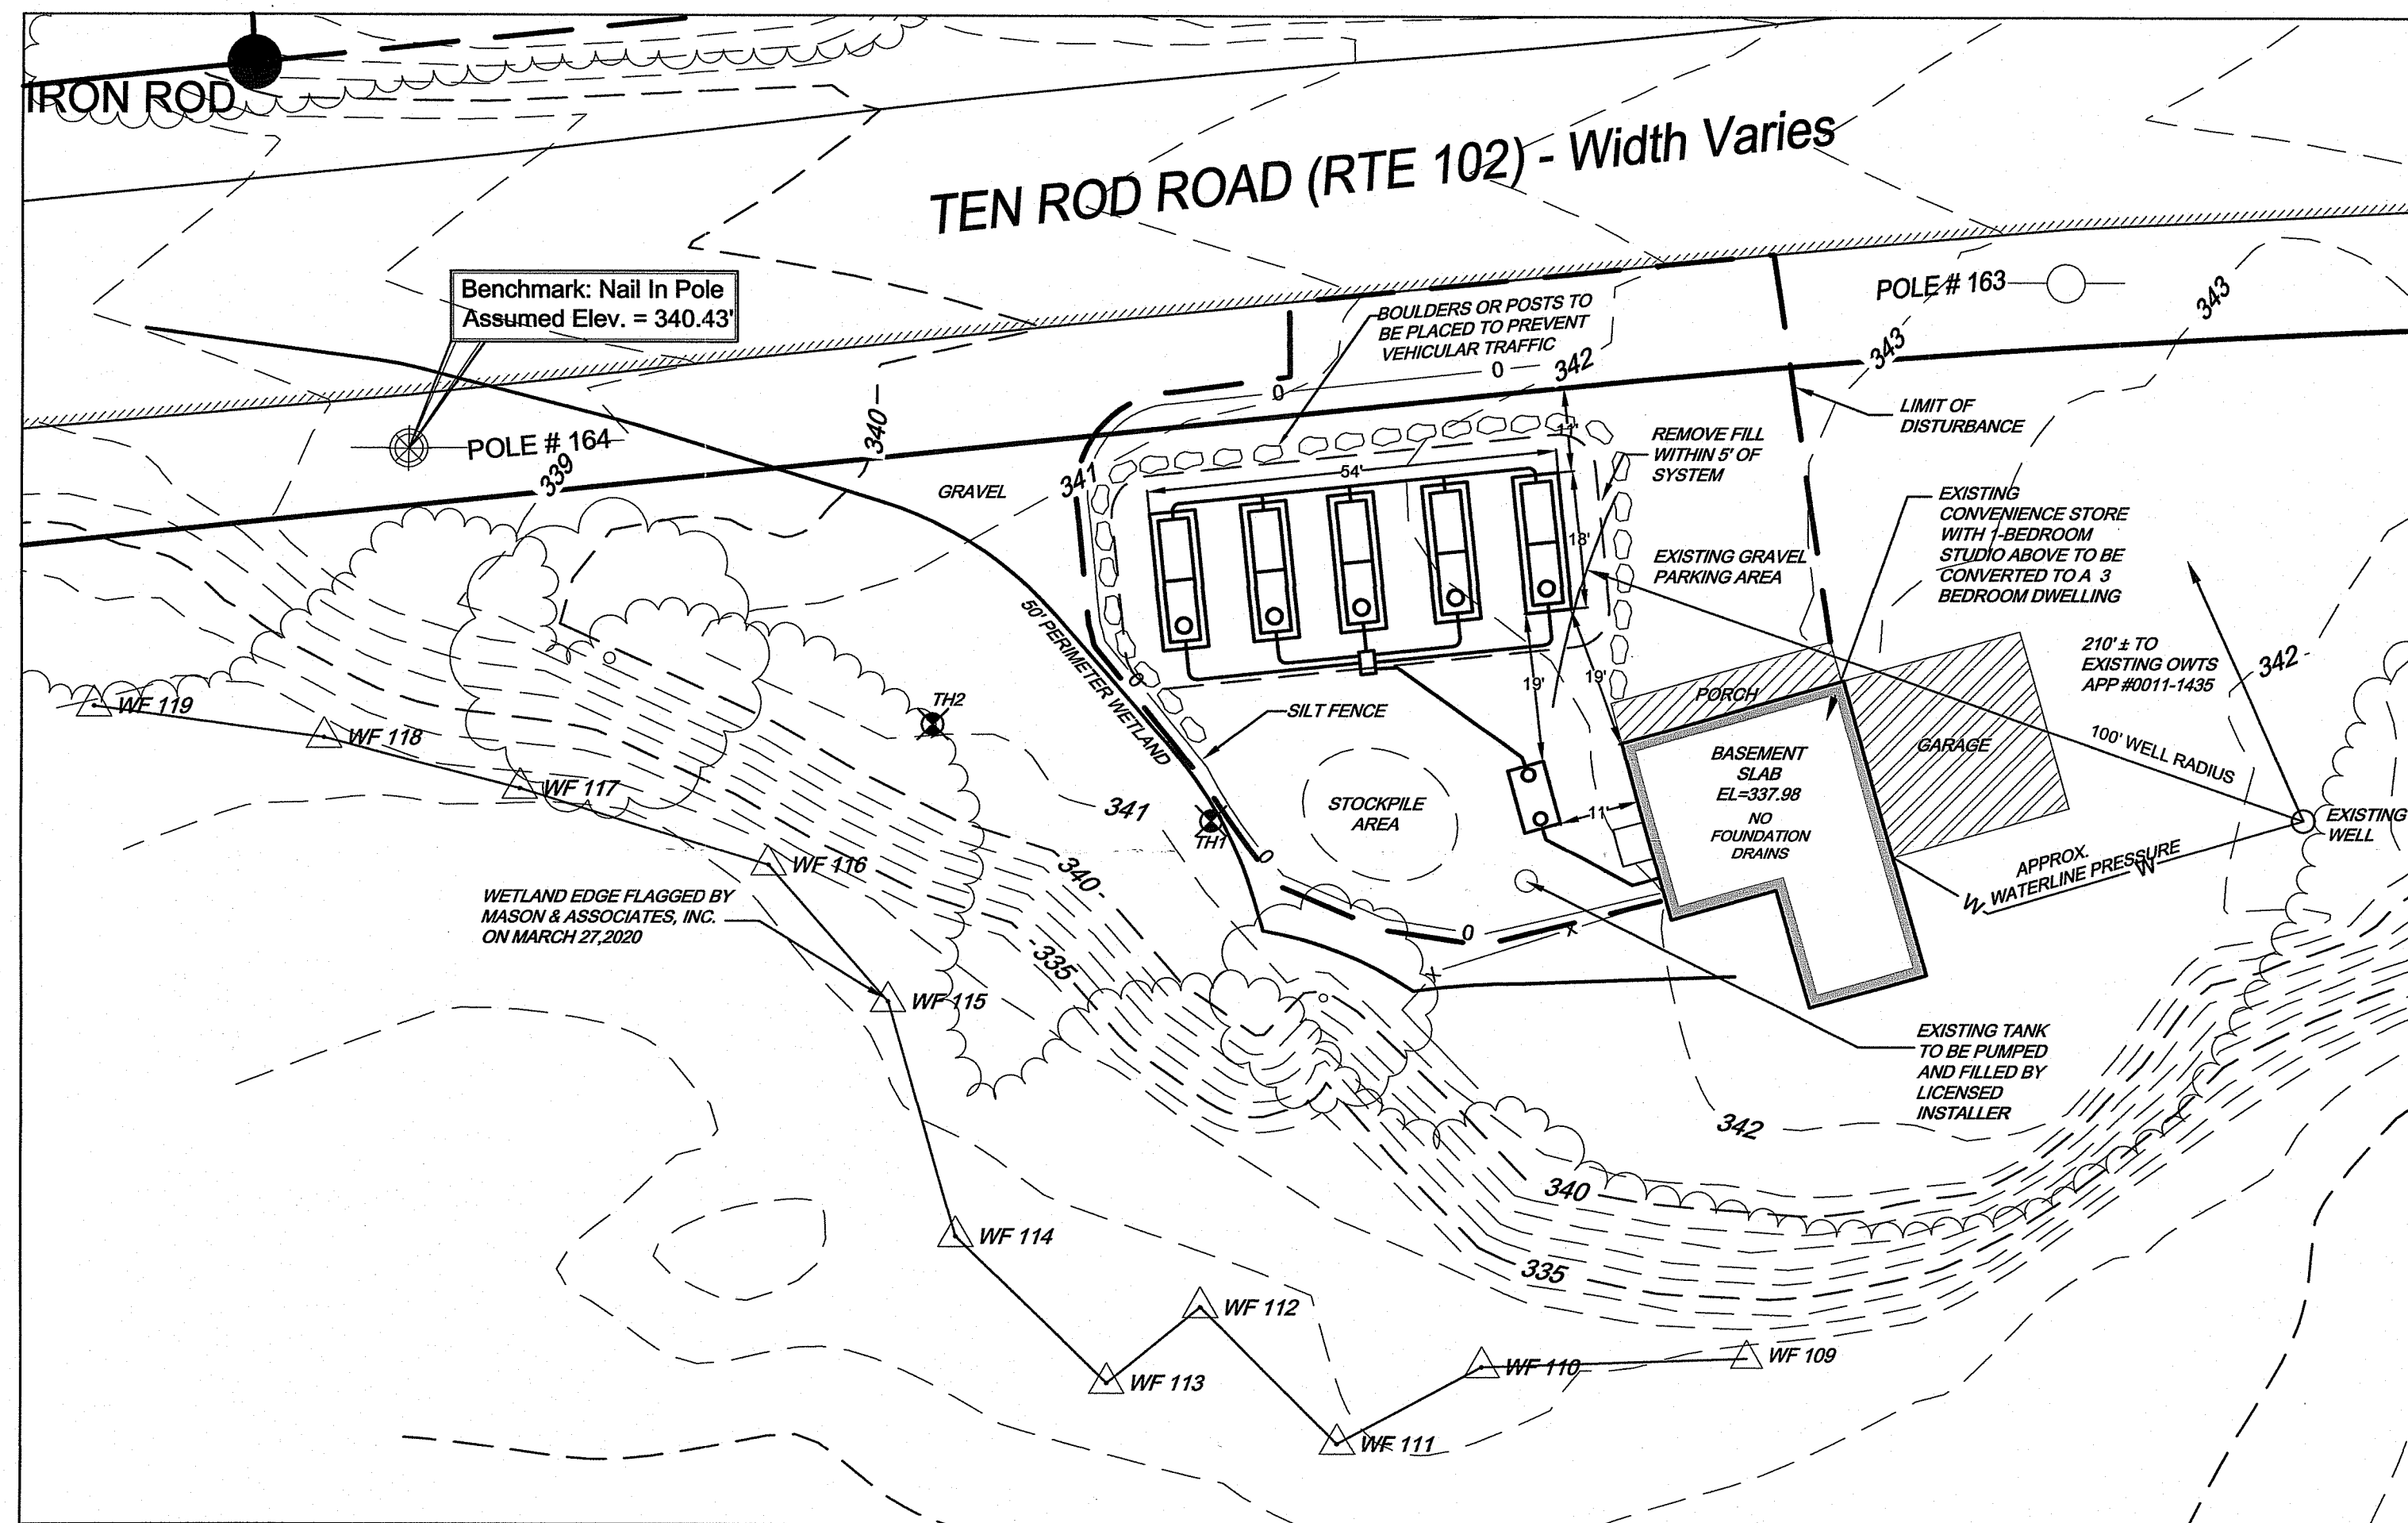 IRON ROD
TEN ROD ROAD (RTE 102) - Width Varies
Benchmark: Nail In Pole
Assumed Elev. = 340.43'
POLE # 164
339
340
GRAVEL
341
BOULDERS OR POSTS TO
BE PLACED TO PREVENT
VEHICULAR TRAFFIC
0
0
342
POLE # 163
343
343
LIMIT OF
DISTURBANCE
REMOVE FILL
WITHIN 5' OF
SYSTEM
11'
54'
18'
EXISTING GRAVEL
PARKING AREA
EXISTING
CONVENIENCE STORE
WITH 1-BEDROOM
STUDIO ABOVE TO BE
CONVERTED TO A 3
BEDROOM DWELLING
210' ± TO
EXISTING OWTS
APP #0011-1435
342
50' PERIMETER WETLAND
0
19'
19'
PORCH
SILT FENCE
GARAGE
100' WELL RADIUS
BASEMENT
SLAB
EL=337.98
NO
FOUNDATION
DRAINS
STOCKPILE
AREA
11'
EXISTING
WELL
APPROX.
WATERLINE PRESSURE
W
W
TH2
TH1
341
340
335
0
0
x
x
WF 119
WF 118
WF 117
WF 116
WETLAND EDGE FLAGGED BY
MASON & ASSOCIATES, INC.
ON MARCH 27,2020
WF 115
EXISTING TANK
TO BE PUMPED
AND FILLED BY
LICENSED
INSTALLER
342
340
335
WF 114
WF 112
WF 113
WF 110
WF 109
WF 111